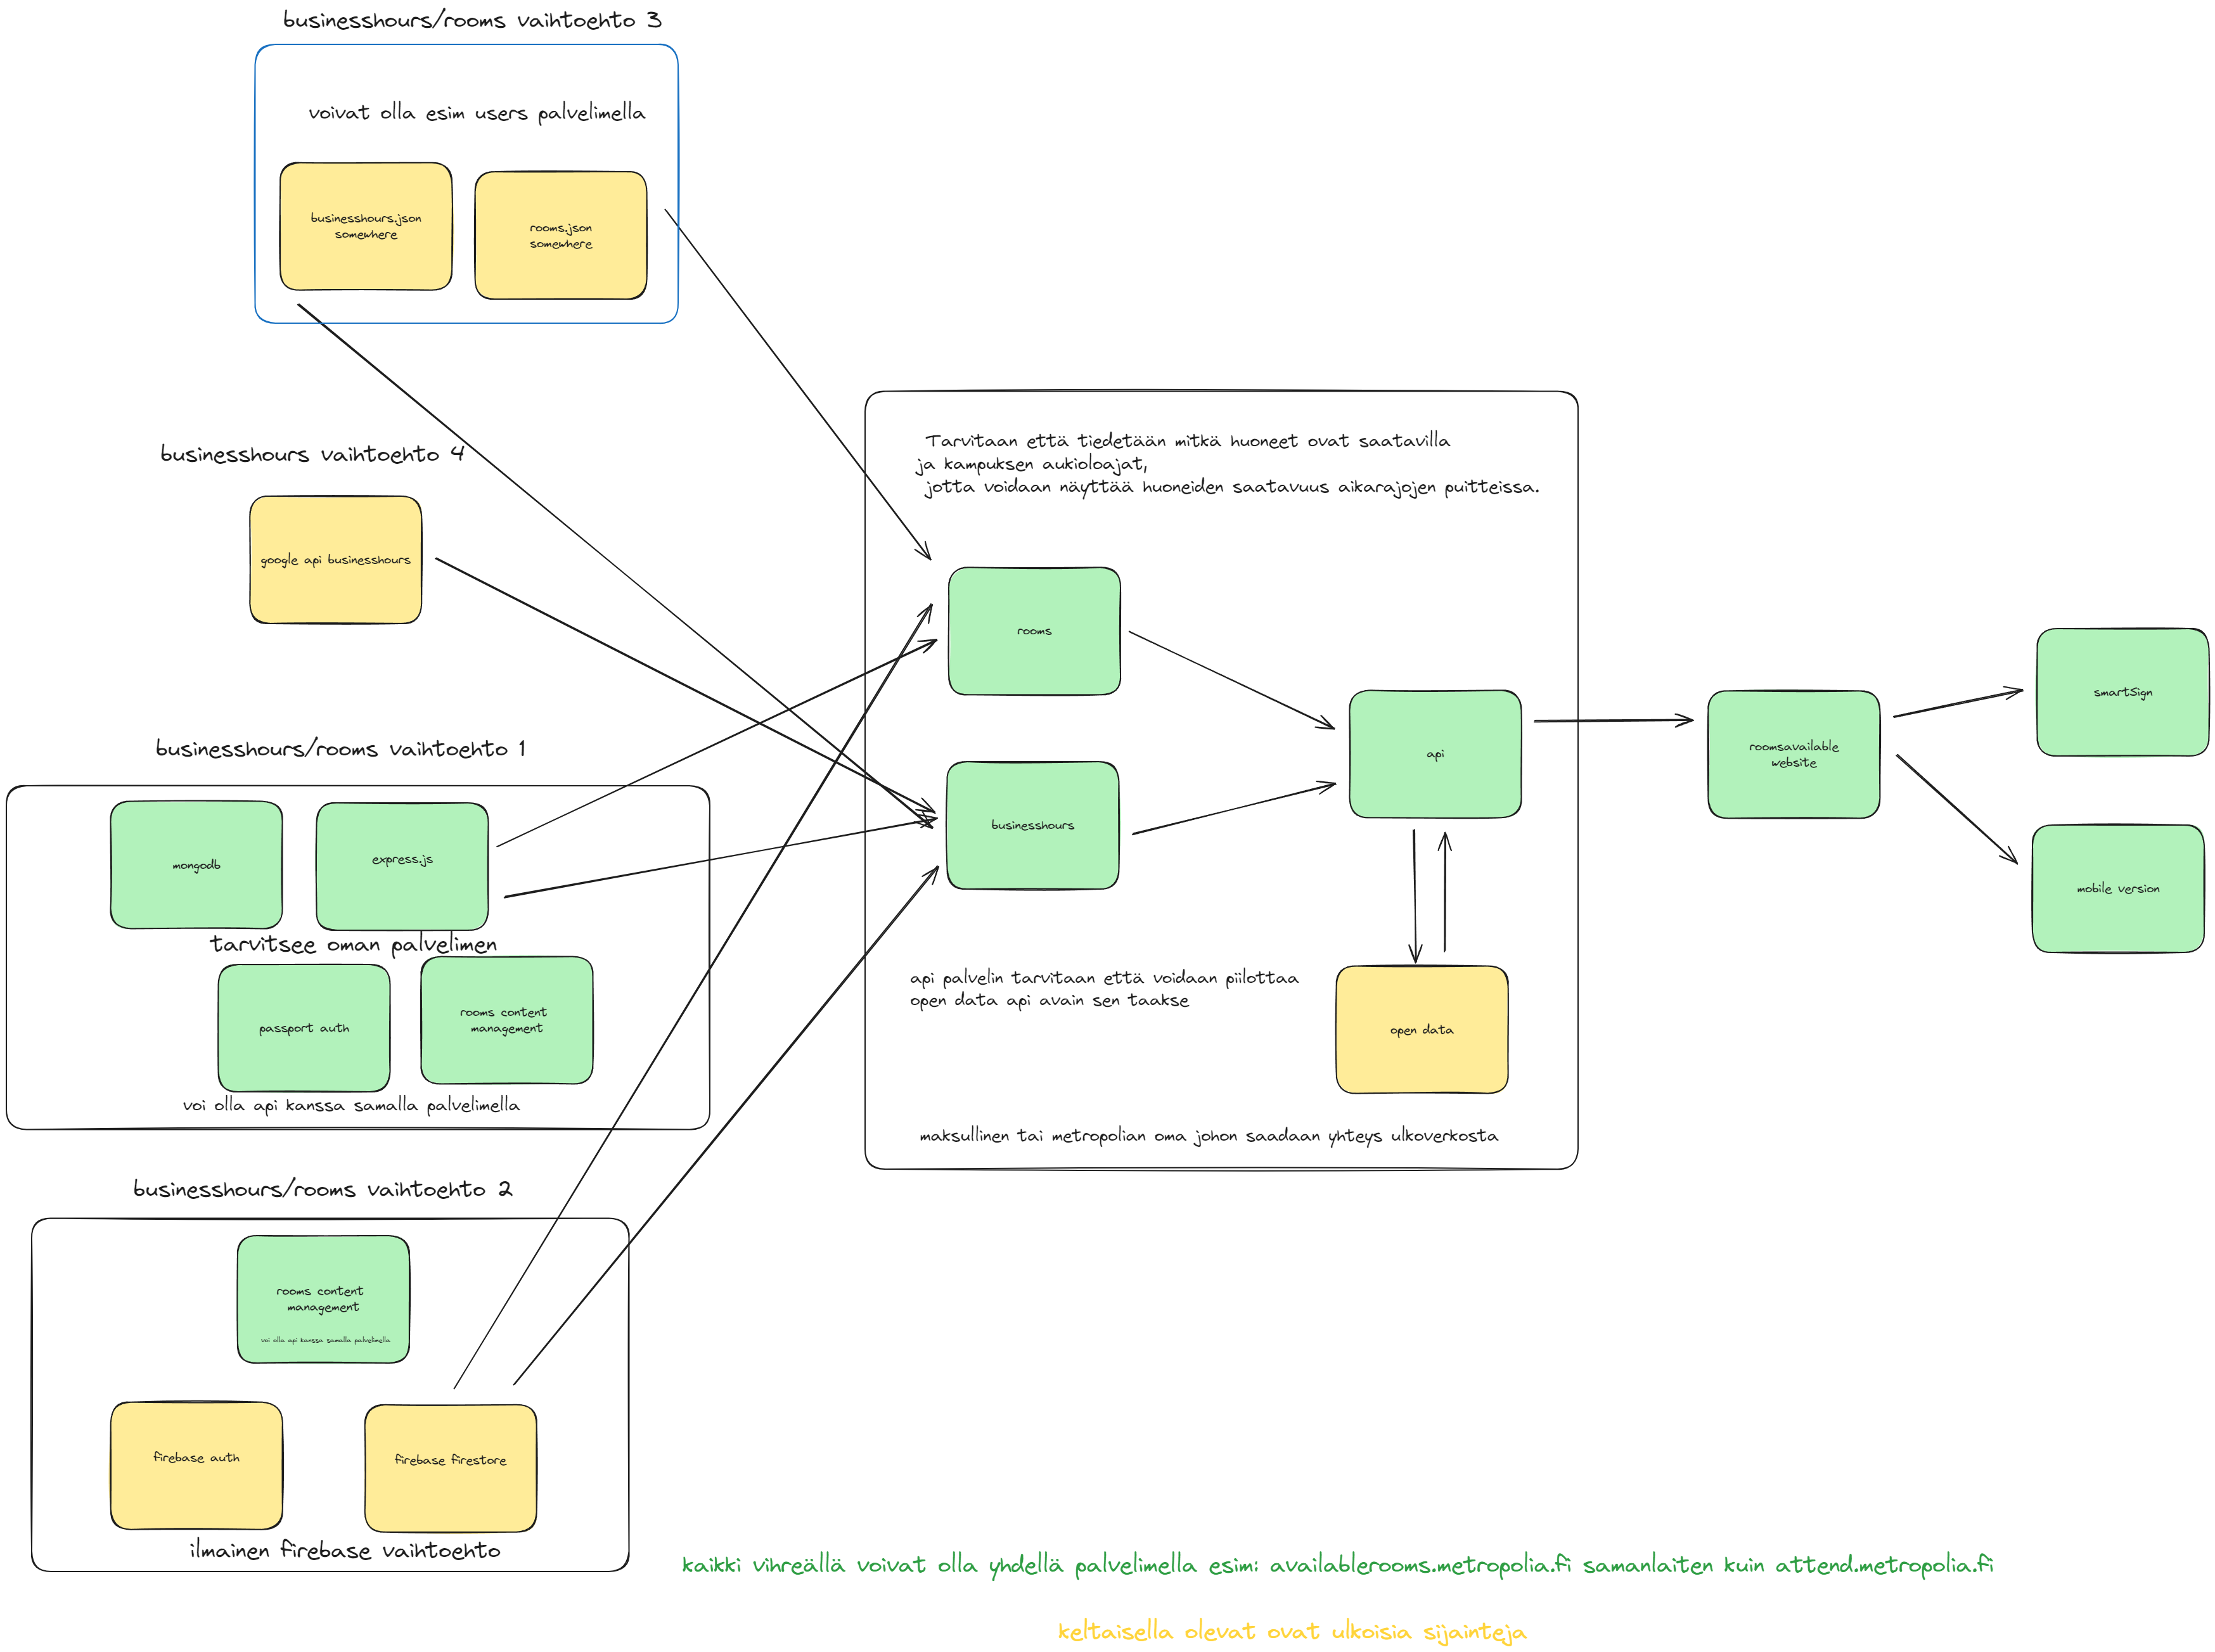 businesshours/rooms vaihtoehto 3
voivat olla esim users palvelimella
businesshours.json
somewhere
rooms.json
somewhere
businesshours vaihtoehto 4
google api businesshours
businesshours/rooms vaihtoehto 1
mongodb
express.js
tarvitsee oman palvelimen
passport auth
rooms content
management
voi olla api kanssa samalla palvelimella
businesshours/rooms vaihtoehto 2
rooms content
management
voi olla api kanssa samalla palvelimella
firebase auth
firebase firestore
ilmainen firebase vaihtoehto
Tarvitaan että tiedetään mitkä huoneet ovat saatavilla
ja kampuksen aukioloajat,
jotta voidaan näyttää huoneiden saatavuus aikarajojen puitteissa.
rooms
businesshours
api
api palvelin tarvitaan että voidaan piilottaa
open data api avain sen taakse
open data
maksullinen tai metropolian oma johon saadaan yhteys ulkoverkosta
roomsavailable
website
smartSign
mobile version
kaikki vihreällä voivat olla yhdellä palvelimella esim: availablerooms.metropolia.fi samanlaiten kuin attend.metropolia.fi
keltaisella olevat ovat ulkoisia sijainteja